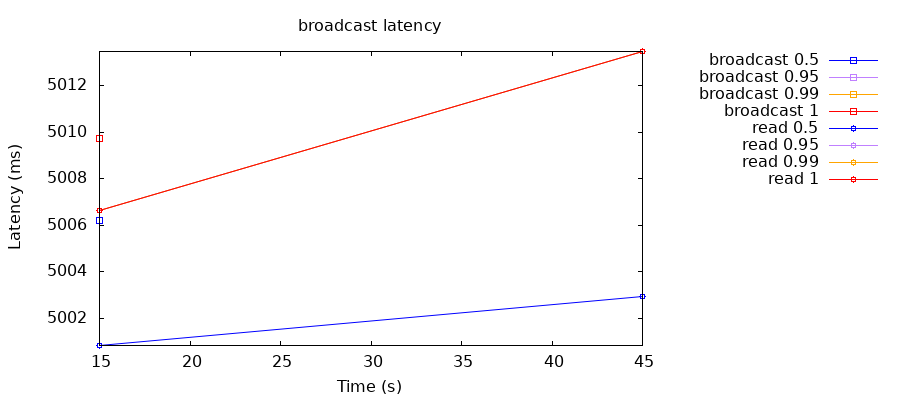 broadcast latency
Latency (ms)
5012
5010
5008
5006
5004
5002
15 20 25 30 35 40 45
Time (s)
broadcast 0.5
broadcast 0.95
broadcast 0.99
broadcast 1
read 0.5
read 0.95
read 0.99
read 1